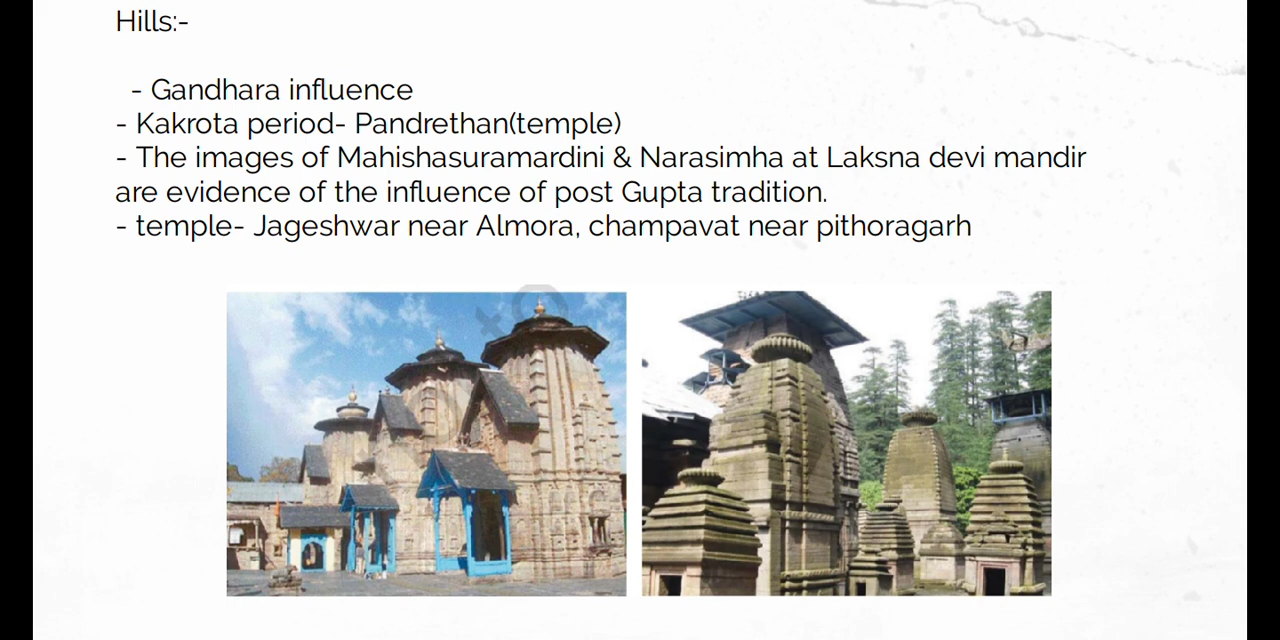 Hills:-
- Gandhara influence
- Kakrota period- Pandrethan(temple)
- The images of Mahishasuramardini & Narasimha at Laksna devi mandir
are evidence of the influence of post Gupta tradition.
- temple- Jageshwar near Almora, champavat near pithoragarh